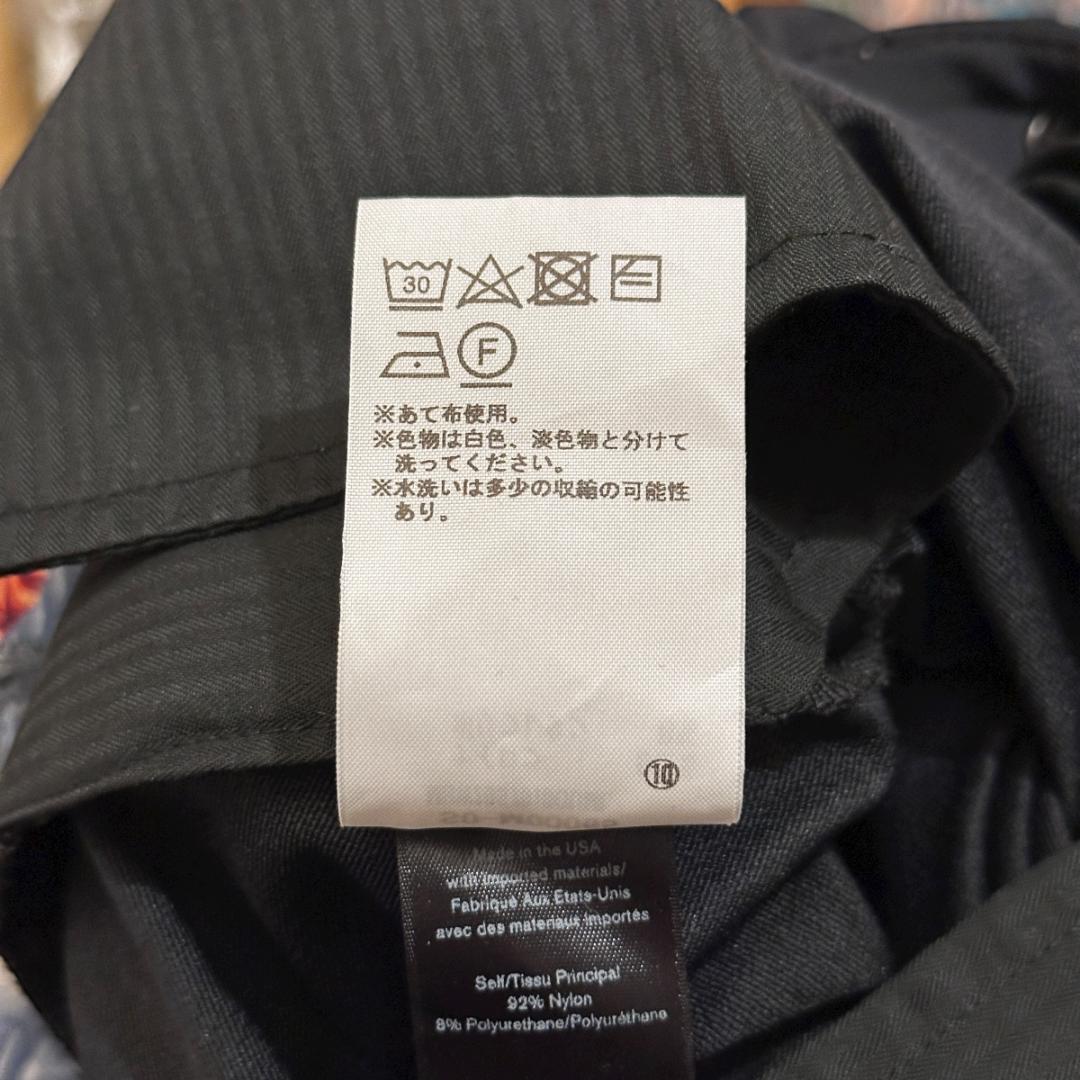 30
F
※あて布使用。
※色物は白色、淡色物と分けて
洗ってください。
※水洗いは多少の収縮の可能性
あり。
⑩
Made in the USA
with imported materials/
Fabriqué Aux Etats-Unis
avec des materiaux importés
Self/Tissu Principal
92% Nylon
8% Polyurethane/Polyuréthane